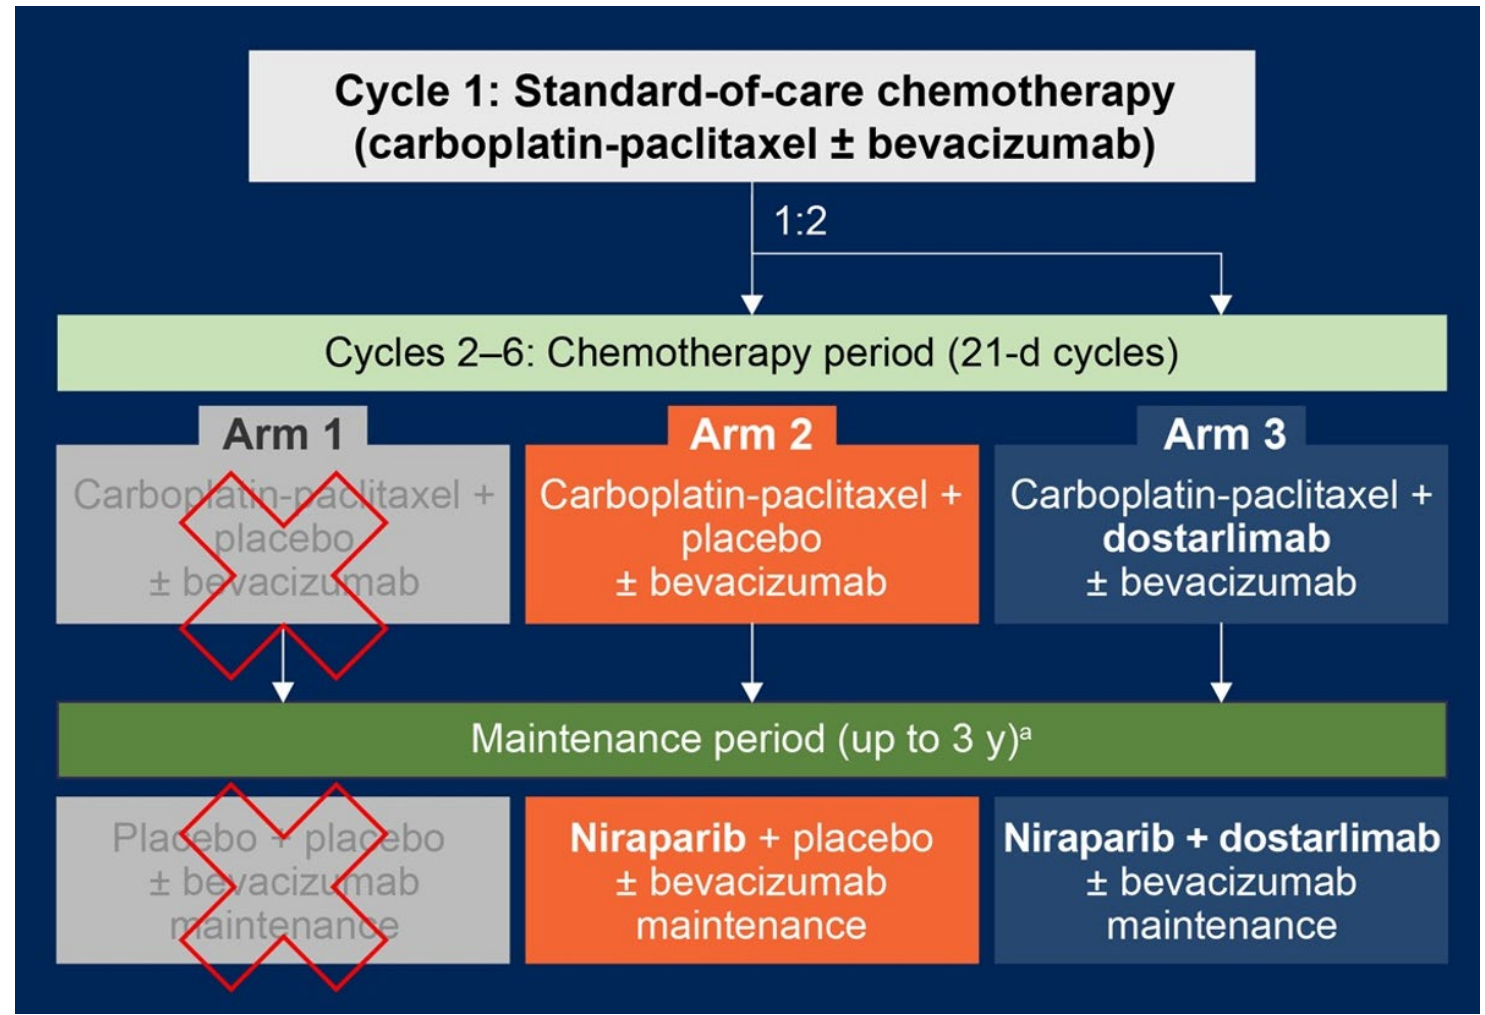 Cycle 1: Standard-of-care chemotherapy
(carboplatin-paclitaxel ± bevacizumab)
1:2
Cycles 2–6: Chemotherapy period (21-d cycles)
Arm 1
Carboplatin-paclitaxel +
placebo
± bevacizumab
Arm 2
Carboplatin-paclitaxel +
placebo
± bevacizumab
Arm 3
Carboplatin-paclitaxel +
dostarlimab
± bevacizumab
Maintenance period (up to 3 y)ᵃ
Placebo + placebo
± bevacizumab
maintenance
Niraparib + placebo
± bevacizumab
maintenance
Niraparib + dostarlimab
± bevacizumab
maintenance